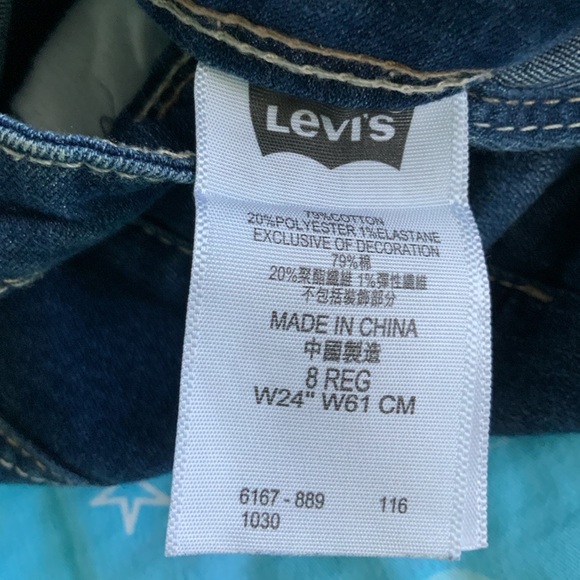 Levi's
79%COTTON
20%POLYESTER 1%ELASTANE
EXCLUSIVE OF DECORATION
79%棉
20%聚酯纖維 1%彈性纖維
不包括裝飾部分
MADE IN CHINA
中國製造
8 REG
W24" W61 CM
6167 - 889 116
1030